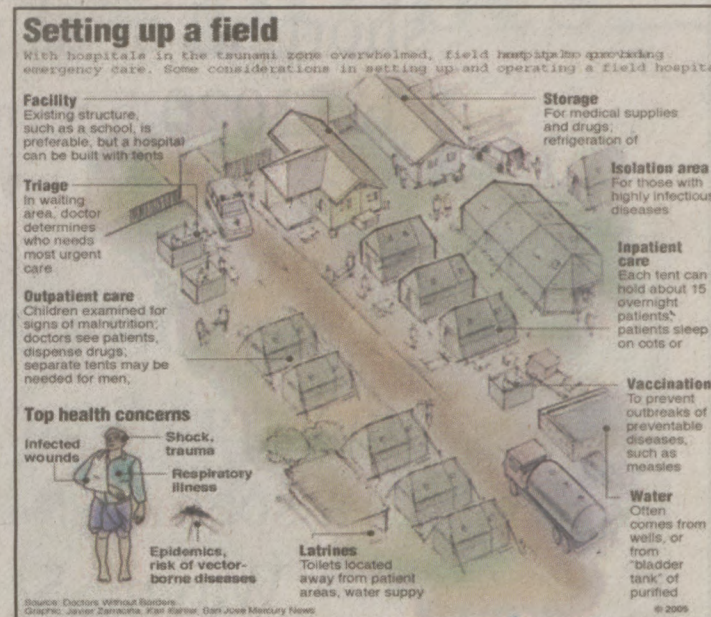 Setting up a field
With hospitals in the tsunami zone overwhelmed, field
emergency care. Some considerations in setting up and operating a field hospita
Facility
Existing structure,
such as a school, is
preferable, but a hospital
can be built with tents
Triage
In waiting
area, doctor
determines
who needs
most urgent
care
Outpatient care
Children examined for
signs of malnutrition;
doctors see patients,
dispense drugs;
separate tents may be
needed for men,
Storage
For medical supplies
and drugs;
refrigeration of
Isolation area
For those with
highly infectious
diseases
Inpatient
care
Each tent can
hold about 15
overnight
patients;
patients sleep
on cots or
Vaccination
To prevent
outbreaks of
preventable
diseases,
such as
measles
Water
Often
comes from
wells, or
from
"bladder
tank" of
purified
Top health concerns
Infected
wounds
Shock,
trauma
Respiratory
illness
Epidemics,
risk of vector-
borne diseases
Latrines
Toilets located
away from patient
areas, water suppy
Source: Doctors Without Borders
Graphic: Javier Zarracina, Karl Kahler, San Jose Mercury News
© 2005